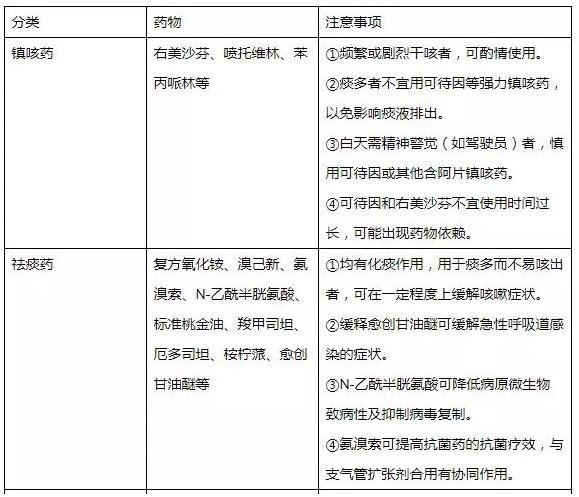 分类
药物
注意事项
镇咳药
右美沙芬、喷托维林、苯
丙哌林等
①频繁或剧烈干咳者，可酌情使用。
②痰多者不宜用可待因等强力镇咳药，
以免影响痰液排出。
③白天需精神警觉（如驾驶员）者，慎
用可待因或其他含阿片镇咳药。
④可待因和右美沙芬不宜使用时间过
长，可能出现药物依赖。
祛痰药
复方氧化铵、溴己新、氨
溴索、N-乙酰半胱氨酸、
标准桃金油、羧甲司坦、
厄多司坦、桉柠蒎、愈创
甘油醚等
①均有化痰作用，用于痰多而不易咳出
者，可在一定程度上缓解咳嗽症状。
②缓释愈创甘油醚可缓解急性呼吸道感
染的症状。
③N-乙酰半胱氨酸可降低病原微生物
致病性及抑制病毒复制。
④氨溴索可提高抗菌药的抗菌疗效，与
支气管扩张剂合用有协同作用。